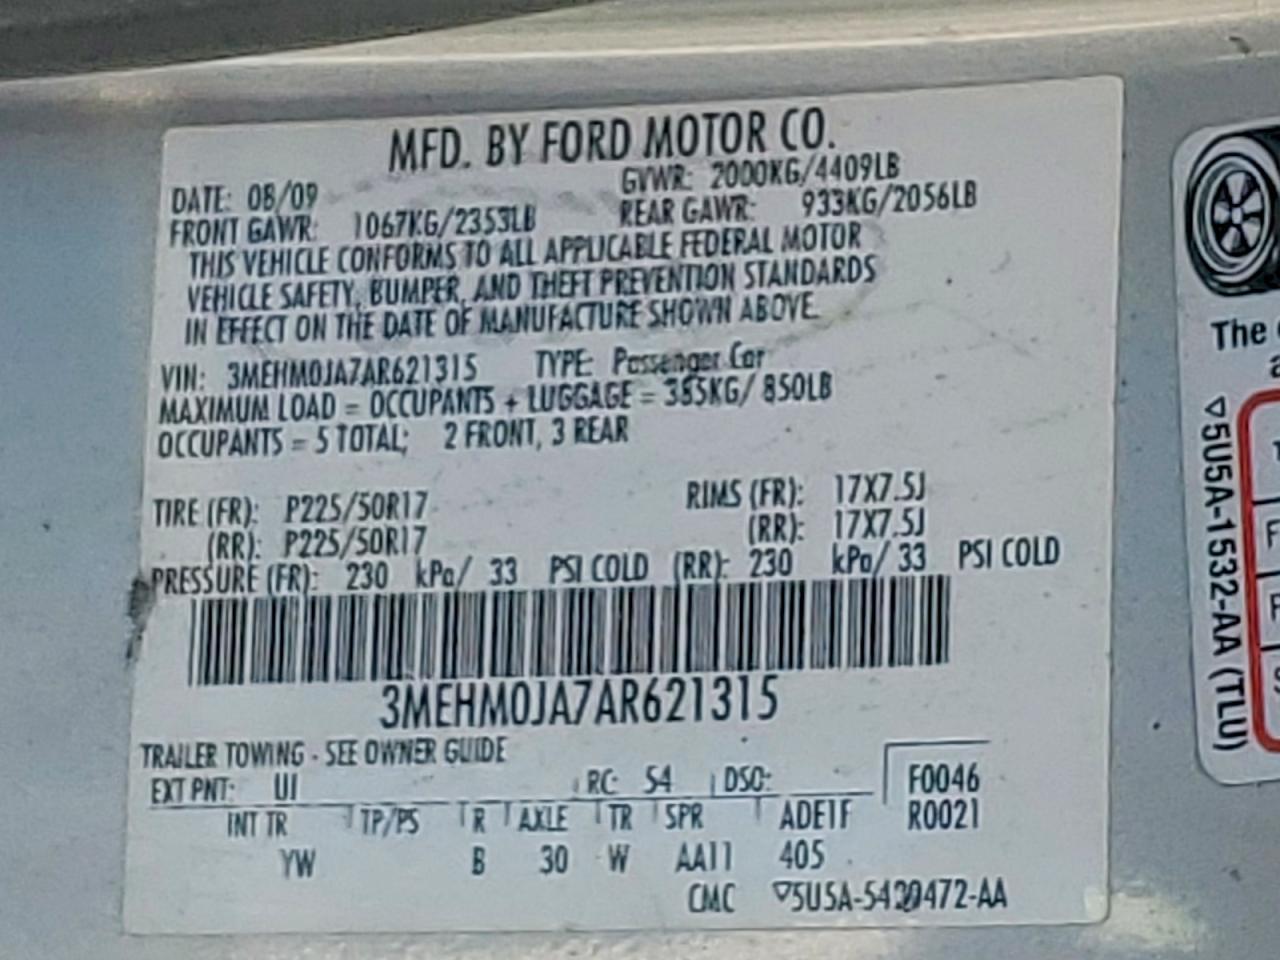 MFD. BY FORD MOTOR CO.
DATE: 08/09 GVWR: 2000KG/4409LB
FRONT GAWR: 1067KG/2353LB REAR GAWR: 933KG/2056LB
THIS VEHICLE CONFORMS TO ALL APPLICABLE FEDERAL MOTOR
VEHICLE SAFETY, BUMPER, AND THEFT PREVENTION STANDARDS
IN EFFECT ON THE DATE OF MANUFACTURE SHOWN ABOVE.
VIN: 3MEHM0JA7AR621315 TYPE: Passenger Car
MAXIMUM LOAD = OCCUPANTS + LUGGAGE = 385KG/ 850LB
OCCUPANTS = 5 TOTAL; 2 FRONT, 3 REAR
TIRE (FR): P225/50R17 RIMS (FR): 17X7.5J
(RR): P225/50R17 (RR): 17X7.5J
PRESSURE (FR): 230 kPa/ 33 PSI COLD (RR): 230 kPa/ 33 PSI COLD
3MEHM0JA7AR621315
TRAILER TOWING - SEE OWNER GUIDE
EXT PNT: UI RC: 54 DSO: F0046
INT TR TP/PS R AXLE TR SPR R0021
YW B 30 W AA11 405
CMC
The
▽5U5A-1532-AA (TLU)